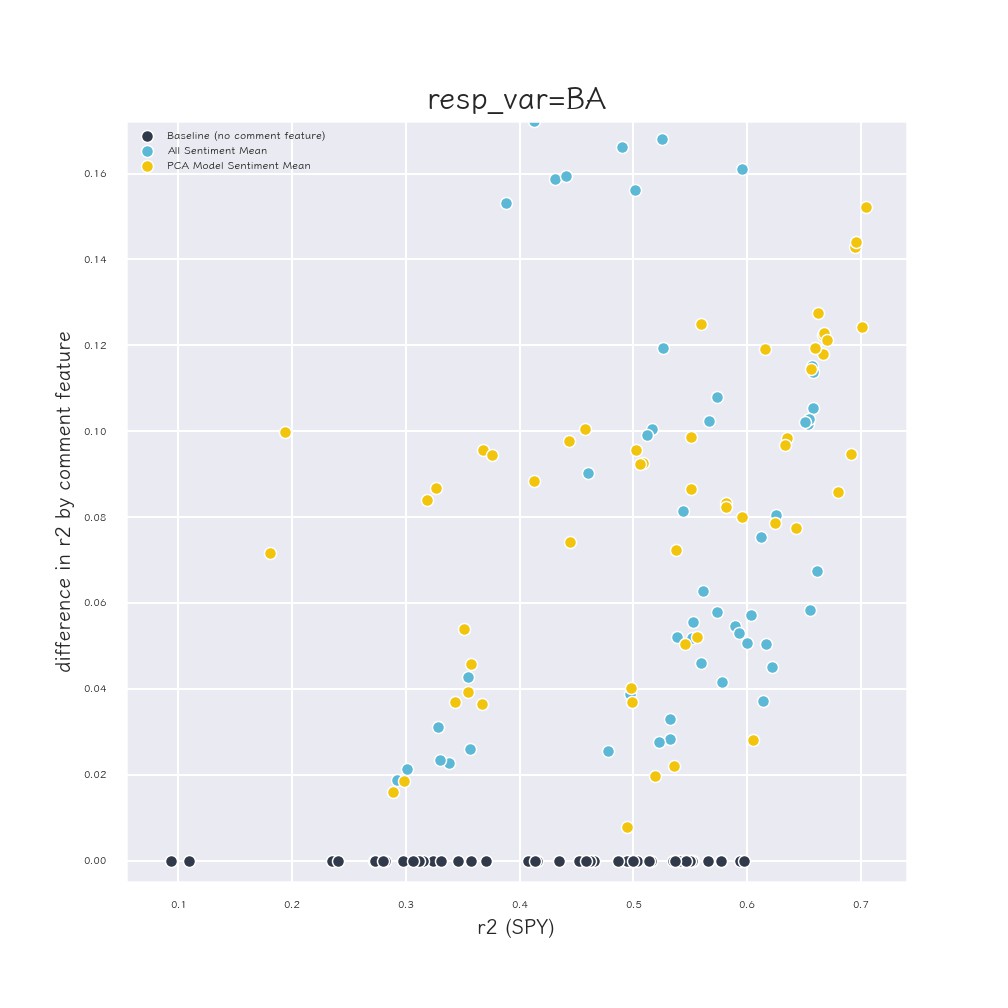 resp_var=BA
Baseline (no comment feature)
All Sentiment Mean
PCA Model Sentiment Mean
difference in r2 by comment feature
0.16
0.14
0.12
0.10
0.08
0.06
0.04
0.02
0.00
0.1 0.2 0.3 0.4 0.5 0.6 0.7
r2 (SPY)